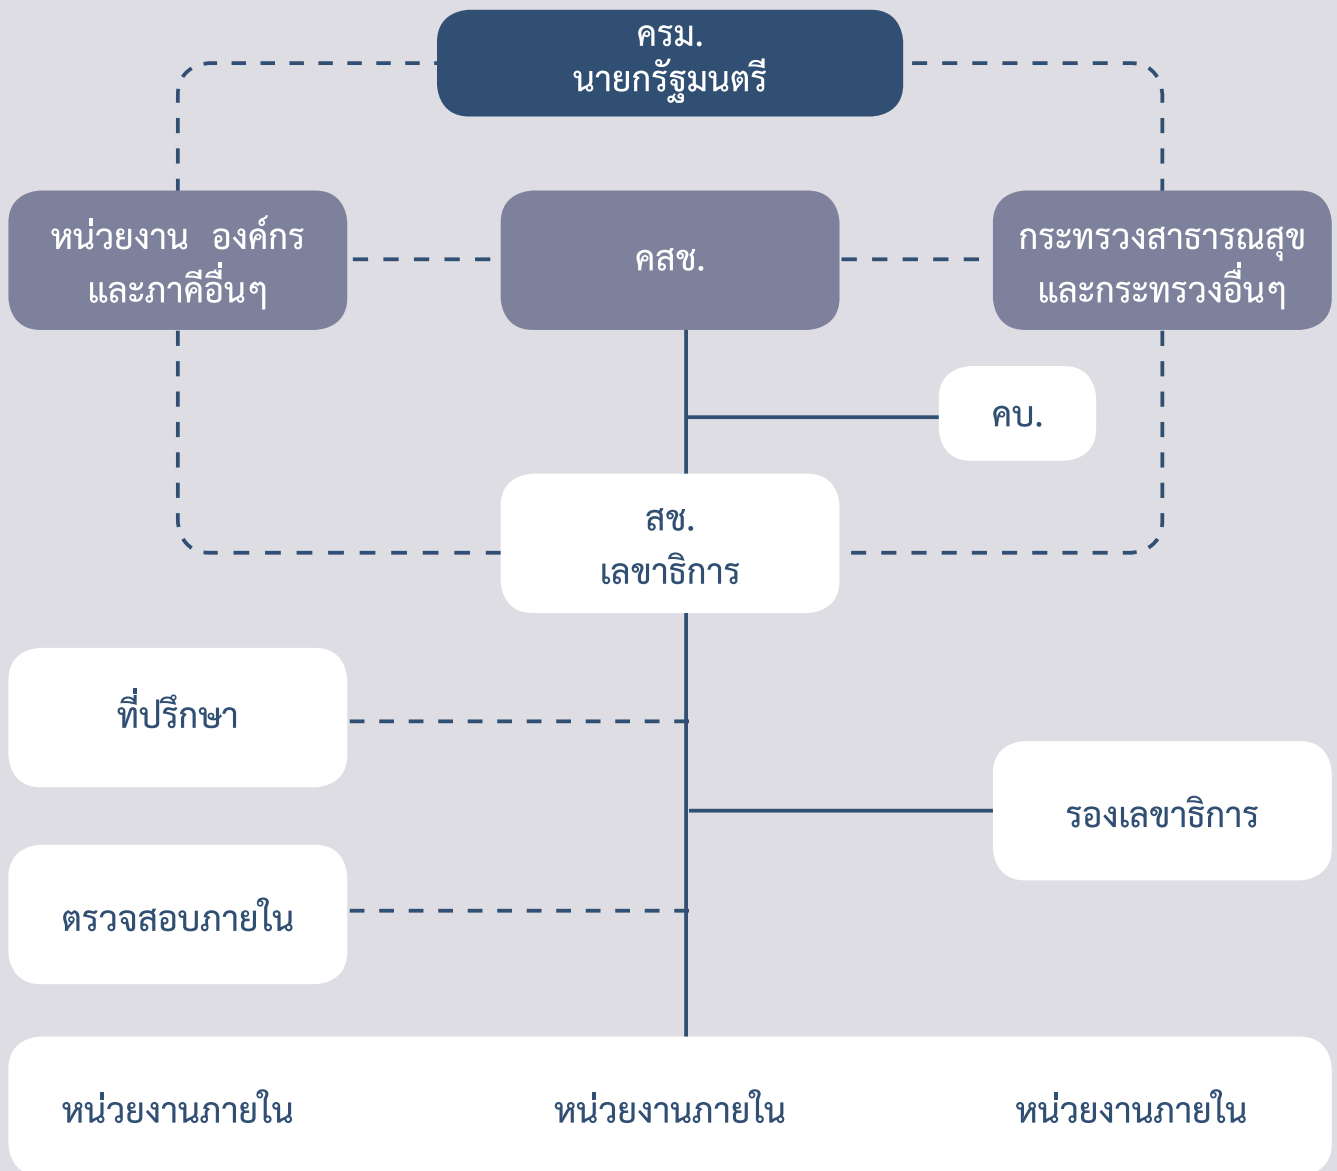 ครม.
นายกรัฐมนตรี
หน่วยงาน องค์กร
และภาคีอื่นๆ
คสช.
กระทรวงสาธารณสุข
และกระทรวงอื่นๆ
คบ.
สช.
เลขาธิการ
ที่ปรึกษา
รองเลขาธิการ
ตรวจสอบภายใน
หน่วยงานภายใน
หน่วยงานภายใน
หน่วยงานภายใน